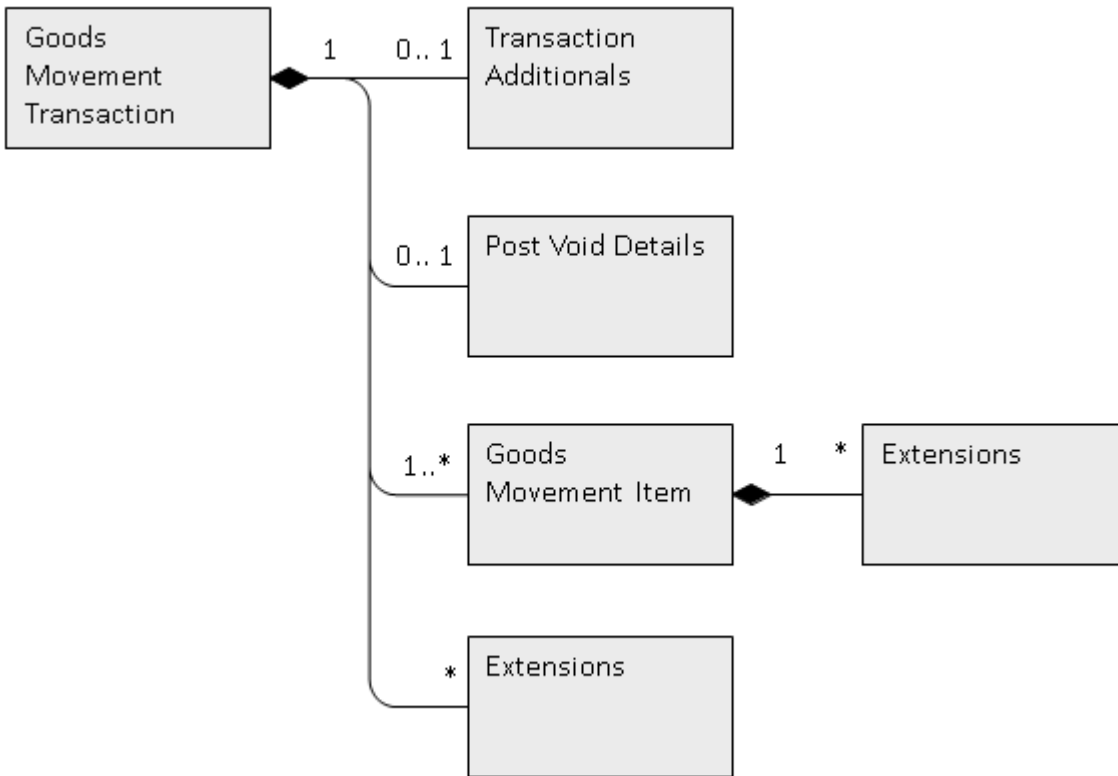 Goods
Movement
Transaction
1
0.. 1
Transaction
Additionals
0.. 1
Post Void Details
1..*
Goods
Movement Item
1
*
Extensions
*
Extensions